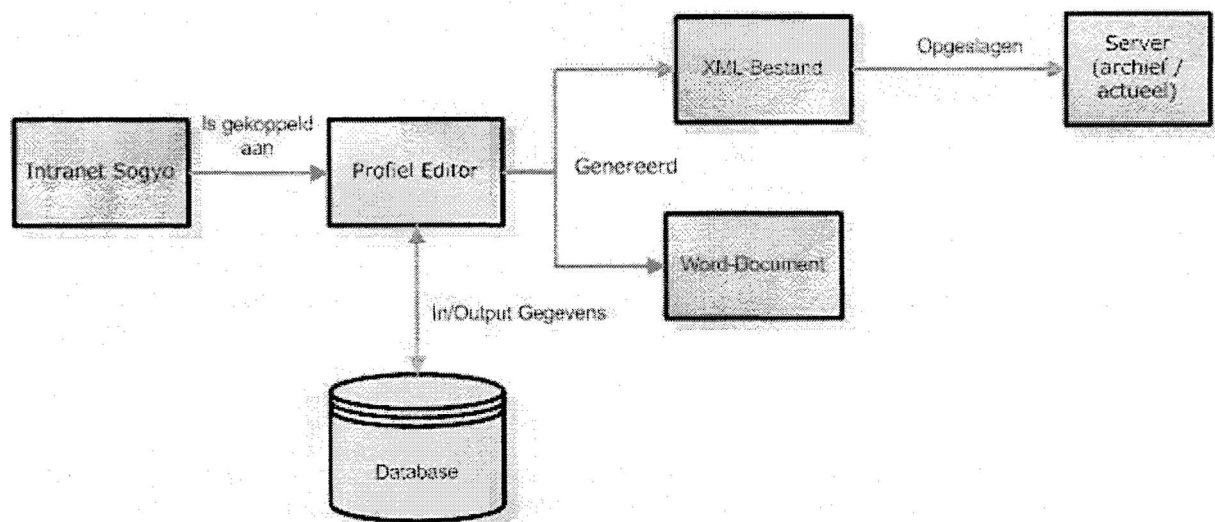 Intranet Sogyo
Is gekoppeld
aan
Profiel Editor
Genereerd
XML-Bestand
Opgeslagen
Server
(archief /
actueel)
Word-Document
In/Output Gegevens
Database